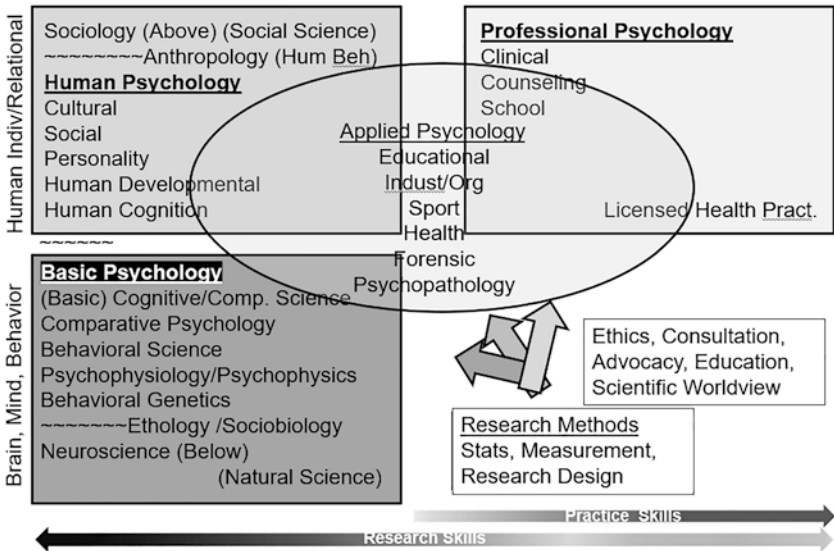 Human Indiv/Relational
Sociology (Above) (Social Science)
~~~~~~~~Anthropology (Hum Beh)
Human Psychology
Cultural
Social
Personality
Human Developmental
Human Cognition
~~~~~~
Professional Psychology
Clinical
Counseling
School
Licensed Health Pract.
Applied Psychology
Educational
Indust/Org
Sport
Health
Forensic
Psychopathology
Brain, Mind, Behavior
Basic Psychology
(Basic) Cognitive/Comp. Science
Comparative Psychology
Behavioral Science
Psychophysiology/Psychophysics
Behavioral Genetics
~~~~~~~Ethology /Sociobiology
Neuroscience (Below)
(Natural Science)
Ethics, Consultation,
Advocacy, Education,
Scientific Worldview
Research Methods
Stats, Measurement,
Research Design
Practice Skills
Research Skills